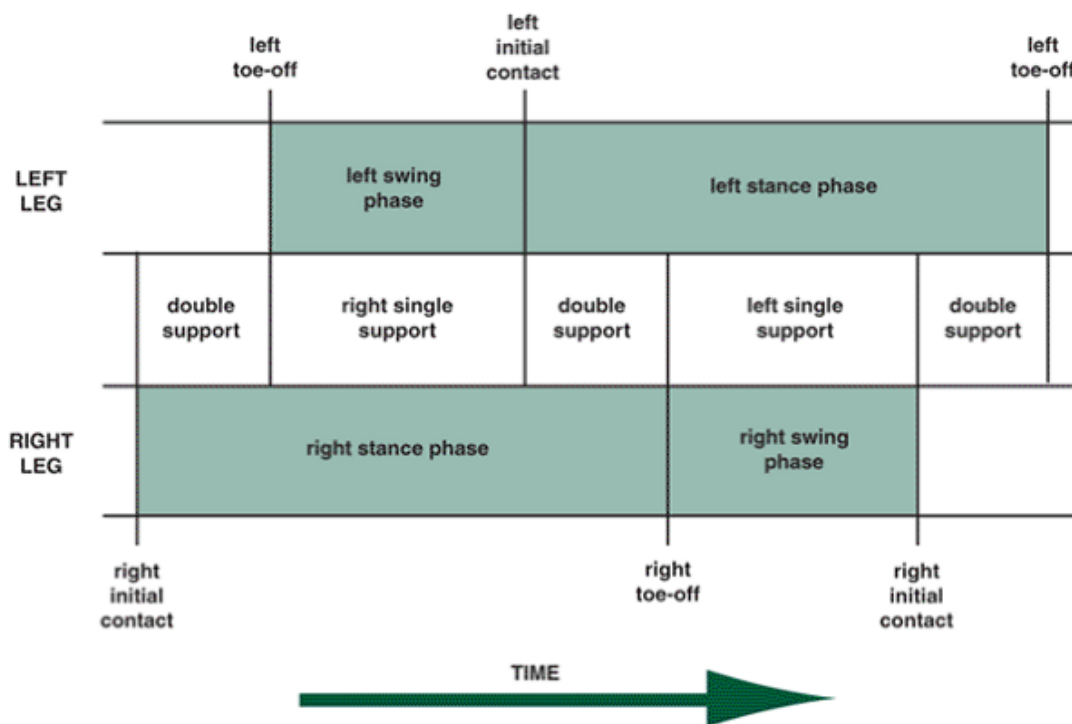 left
toe-off
left
initial
contact
left
toe-off
LEFT
LEG
left swing
phase
left stance phase
double
support
right single
support
double
support
left single
support
double
support
RIGHT
LEG
right stance phase
right swing
phase
right
initial
contact
right
toe-off
right
initial
contact
TIME